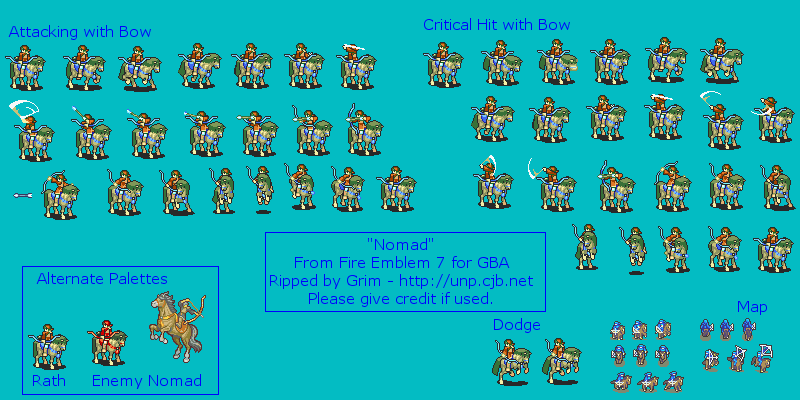 Attacking with Bow
Critical Hit with Bow
"Nomad"
From Fire Emblem 7 for GBA
Ripped by Grim - http://unp.cjb.net
Please give credit if used.
Alternate Palettes
Rath
Enemy Nomad
Dodge
Map